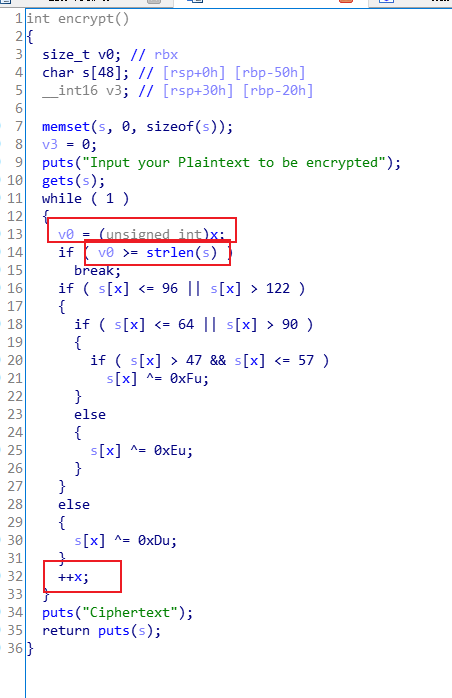 1 int encrypt()
2 {
3 size_t v0; // rbx
4 char s[48]; // [rsp+0h] [rbp-50h]
5 __int16 v3; // [rsp+30h] [rbp-20h]
6
7 memset(s, 0, sizeof(s));
8 v3 = 0;
9 puts("Input your Plaintext to be encrypted");
10 gets(s);
11 while ( 1 )
12 {
13 v0 = (unsigned int)x;
14 if ( v0 >= strlen(s) )
15 break;
16 if ( s[x] <= 96 || s[x] > 122 )
17 {
18 if ( s[x] <= 64 || s[x] > 90 )
19 {
20 if ( s[x] > 47 && s[x] <= 57 )
21 s[x] ^= 0xFu;
22 }
23 else
24 {
25 s[x] ^= 0xEu;
26 }
27 }
28 else
29 {
30 s[x] ^= 0xDu;
31 }
32 ++x;
33 }
34 puts("Ciphertext");
35 return puts(s);
36 }